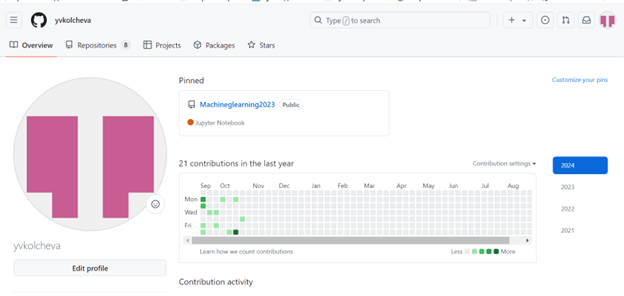 yvkolcheva
Type / to search
Overview Repositories 8 Projects Packages Stars
Pinned Customize your pins
Machineglearning2023 Public
Jupyter Notebook
21 contributions in the last year Contribution settings 2024
Sep Oct Nov Dec Jan Feb Mar Apr May Jun Jul Aug
2023
Mon
Wed
2022
Fri
2021
yvkolcheva
Learn how we count contributions Less More
Edit profile
Contribution activity